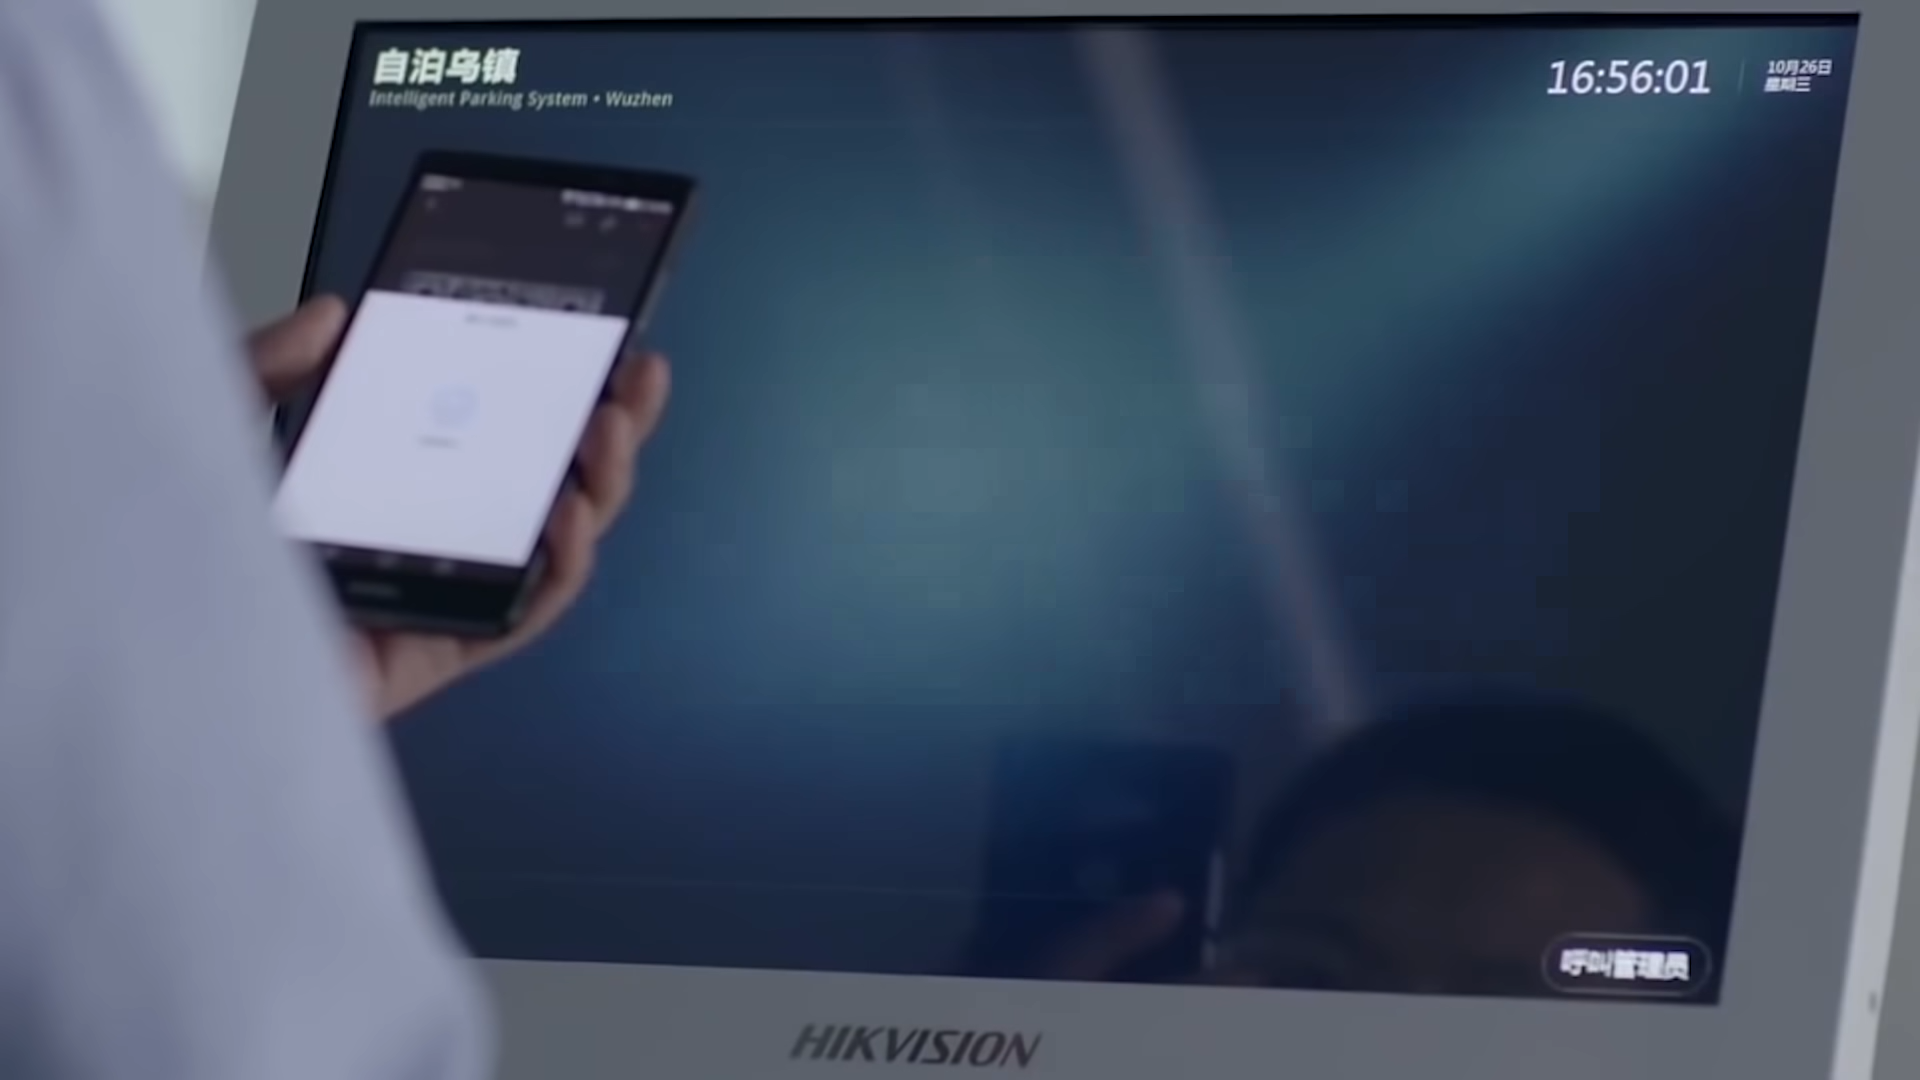 自泊乌镇
Intelligent Parking System • Wuzhen
16:56:01
10月26日
星期三
呼叫管理员
HIKVISION